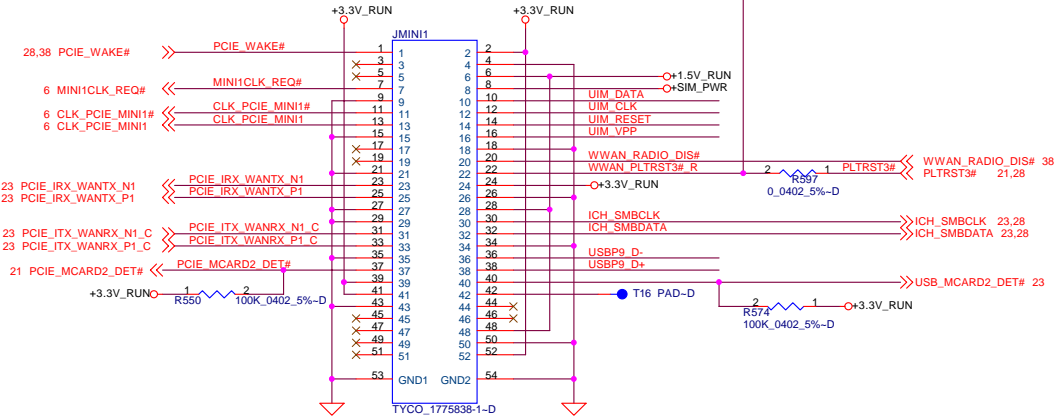 +3.3V_RUN +3.3V_RUN
JMINI1
28,38 PCIE_WAKE# PCIE_WAKE# 1 1 2 2
3 3 4 4
5 5 6 6 +1.5V_RUN
6 MINI1CLK_REQ# MINI1CLK_REQ# 7 7 8 8 +SIM_PWR
9 9 10 10 UIM_DATA
6 CLK_PCIE_MINI1# CLK_PCIE_MINI1# 11 11 12 12 UIM_CLK
6 CLK_PCIE_MINI1 CLK_PCIE_MINI1 13 13 14 14 UIM_RESET
15 15 16 16 UIM_VPP
17 17 18 18
19 19 20 20 WWAN_RADIO_DIS# WWAN_RADIO_DIS# 38
21 21 22 22 WWAN_PLTRST3#_R 2 1 PLTRST3# PLTRST3# 21,28
R597
0_0402_5%~D
23 PCIE_IRX_WANTX_N1 PCIE_IRX_WANTX_N1 23 23 24 24 +3.3V_RUN
23 PCIE_IRX_WANTX_P1 PCIE_IRX_WANTX_P1 25 25 26 26
27 27 28 28
29 29 30 30 ICH_SMBCLK ICH_SMBCLK 23,28
23 PCIE_ITX_WANRX_N1_C PCIE_ITX_WANRX_N1_C 31 31 32 32 ICH_SMBDATA ICH_SMBDATA 23,28
23 PCIE_ITX_WANRX_P1_C PCIE_ITX_WANRX_P1_C 33 33 34 34
35 35 36 36 USBP9_D-
21 PCIE_MCARD2_DET# PCIE_MCARD2_DET# 37 37 38 38 USBP9_D+
39 39 40 40 USB_MCARD2_DET# 23
+3.3V_RUN 1 2 41 41 42 42 T16 PAD~D
R550 100K_0402_5%~D
43 43 44 44
2 1 +3.3V_RUN
R574
100K_0402_5%~D
45 45 46 46
47 47 48 48
49 49 50 50
51 51 52 52
53 GND1 GND2 54
TYCO_1775838-1~D